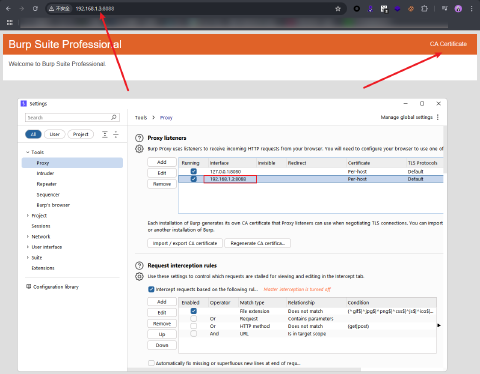 不安全 192.168.1.3:8088
Burp Suite Professional
CA Certificate
Welcome to Burp Suite Professional.
Settings
Search
Tools > Proxy
Manage global settings
All
User
Project
Tools
Proxy
Intruder
Repeater
Sequencer
Burp's browser
Project
Sessions
Network
User interface
Suite
Extensions
Configuration library
Proxy listeners
Burp Proxy uses listeners to receive incoming HTTP requests from your browser. You will need to configure your browser to use one of
Add
Edit
Remove
Running Interface Invisible Redirect Certificate TLS Protocols
127.0.0.1:8080 Per-host Default
192.168.1.3:8088 Per-host Default
Each installation of Burp generates its own CA certificate that Proxy listeners can use when negotiating TLS connections. You can import
or another installation of Burp.
Import / export CA certificate
Regenerate CA certifica...
Request interception rules
Use these settings to control which requests are stalled for viewing and editing in the Intercept tab.
Intercept requests based on the following rul... Master interception is turned off
Add
Edit
Remove
Up
Down
Enabled Operator Match type Relationship Condition
File extension Does not match
Or Request Contains parameters
Or HTTP method Does not match (get|post)
And URL Is in target scope
Automatically fix missing or superfluous new lines at end of requ...